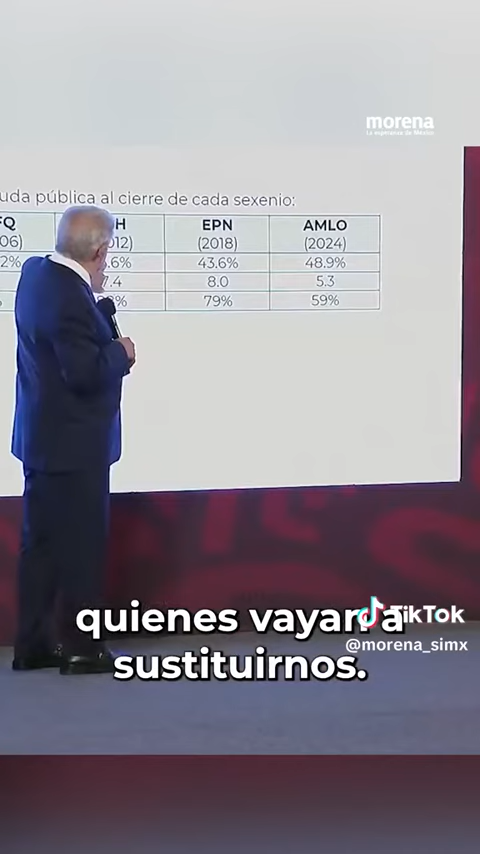 morena
La esperanza de México
uda pública al cierre de cada sexenio:
FQ H EPN AMLO
06) 012) (2018) (2024)
2% .6% 43.6% 48.9%
7.4 8.0 5.3
% 79% 59%
quienes vayan a
sustituirnos.
TikTok
@morena_simx